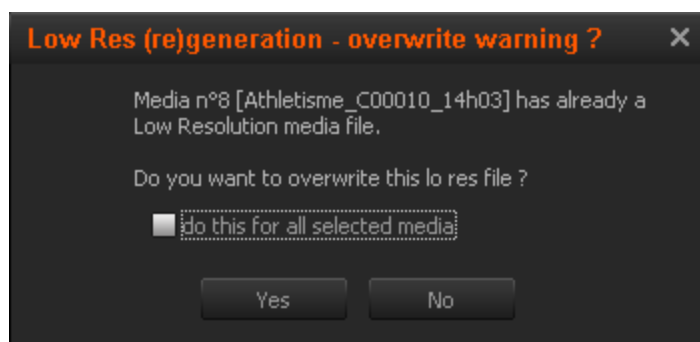 Low Res (re)generation - overwrite warning ?
Media n°8 [Athletisme_C00010_14h03] has already a
Low Resolution media file.
Do you want to overwrite this lo res file ?
do this for all selected media
Yes
No